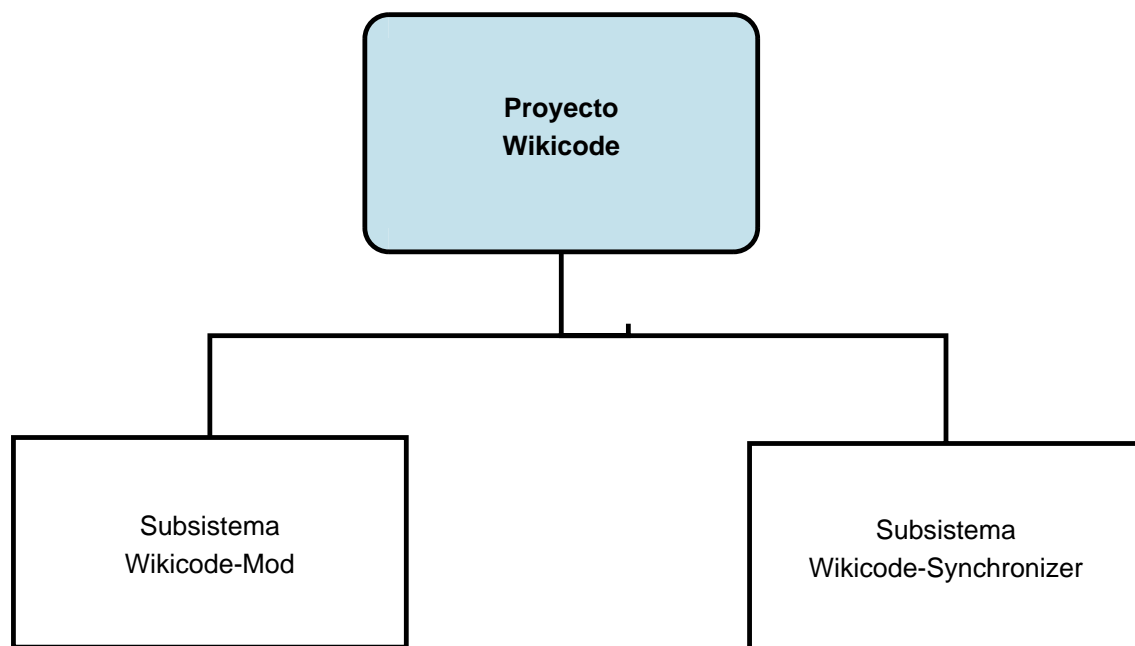 Proyecto
Wikicode
Subsistema
Wikicode-Mod
Subsistema
Wikicode-Synchronizer